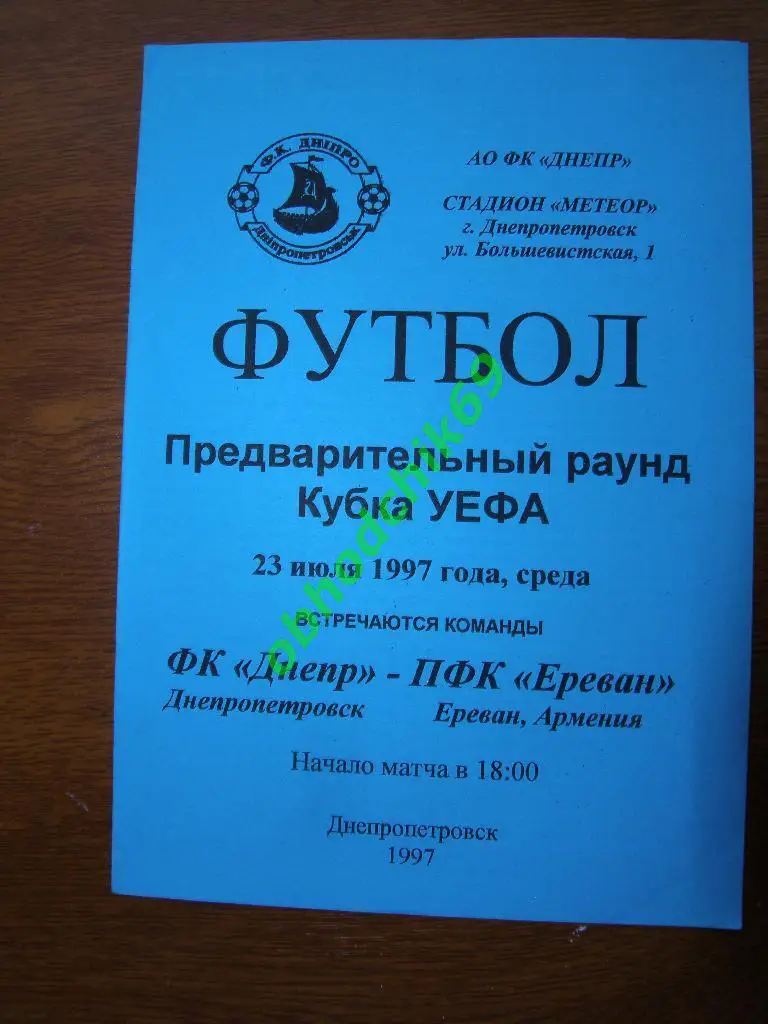 Ф.К. ДНІПРО
Дніпропетровськ
АО ФК «ДНЕПР»
СТАДИОН «МЕТЕОР»
г. Днепропетровск
ул. Большевистская, 1
ФУТБОЛ
Предварительный раунд
Кубка УЕФА
23 июля 1997 года, среда
ВСТРЕЧАЮТСЯ КОМАНДЫ
ФК «Днепр» - ПФК «Ереван»
Днепропетровск Ереван, Армения
Начало матча в 18:00
Днепропетровск
1997
obhodchik69